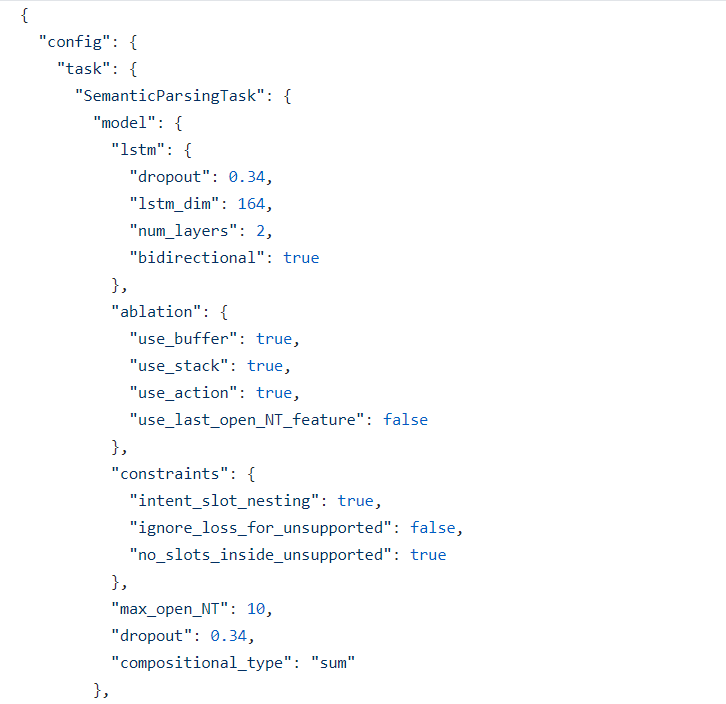 {
  "config": {
    "task": {
      "SemanticParsingTask": {
        "model": {
          "lstm": {
            "dropout": 0.34,
            "lstm_dim": 164,
            "num_layers": 2,
            "bidirectional": true
          },
          "ablation": {
            "use_buffer": true,
            "use_stack": true,
            "use_action": true,
            "use_last_open_NT_feature": false
          },
          "constraints": {
            "intent_slot_nesting": true,
            "ignore_loss_for_unsupported": false,
            "no_slots_inside_unsupported": true
          },
          "max_open_NT": 10,
          "dropout": 0.34,
          "compositional_type": "sum"
        },